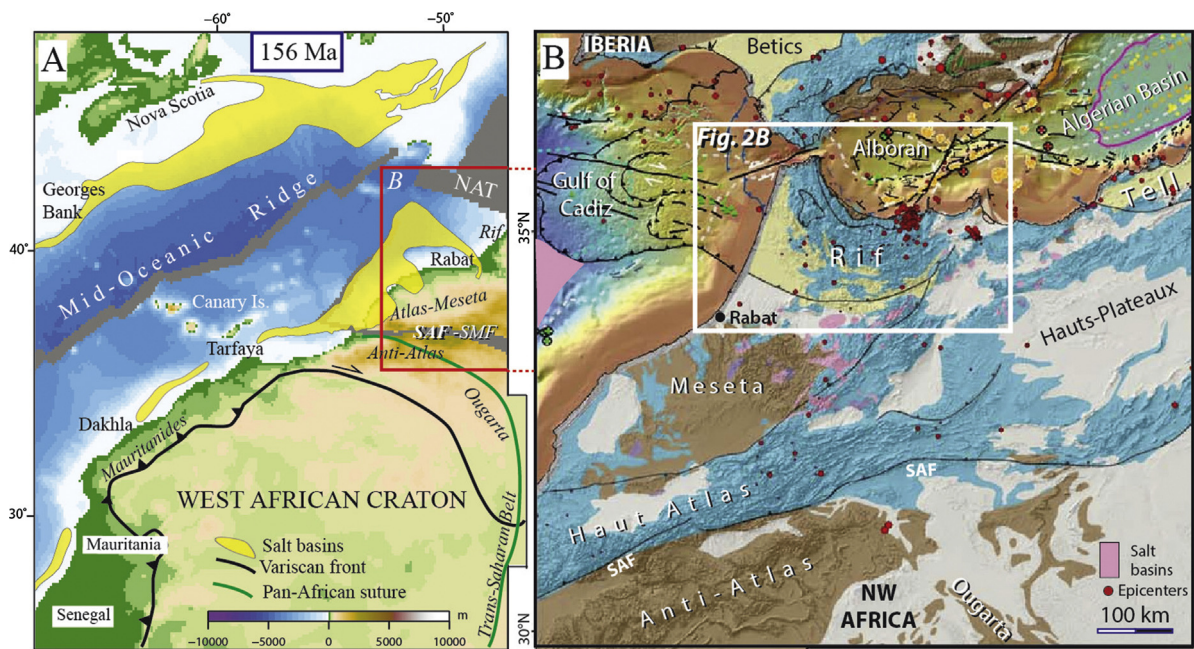 −60°
−50°
A
156 Ma
Nova Scotia
Georges
Bank
Mid-Oceanic Ridge
B
NAT
Rif
40°
Rabat
Canary Is.
Atlas-Meseta
Tarfaya
SAF-SMF
Anti-Atlas
Dakhla
Mauritanides
Ougarta
WEST AFRICAN CRATON
30°
Mauritania
Senegal
Trans-Saharan Belt
Salt basins
Variscan front
Pan-African suture
m
−10000
−5000
0
5000
10000
35°N
30°N
B
IBERIA
Betics
Algerian Basin
Fig. 2B
Alboran
Gulf of
Cadiz
Tell
Rif
Rabat
Hauts-Plateaux
Meseta
SAF
Haut Atlas
SAF
Anti-Atlas
NW
AFRICA
Ougarta
Salt
basins
Epicenters
100 km